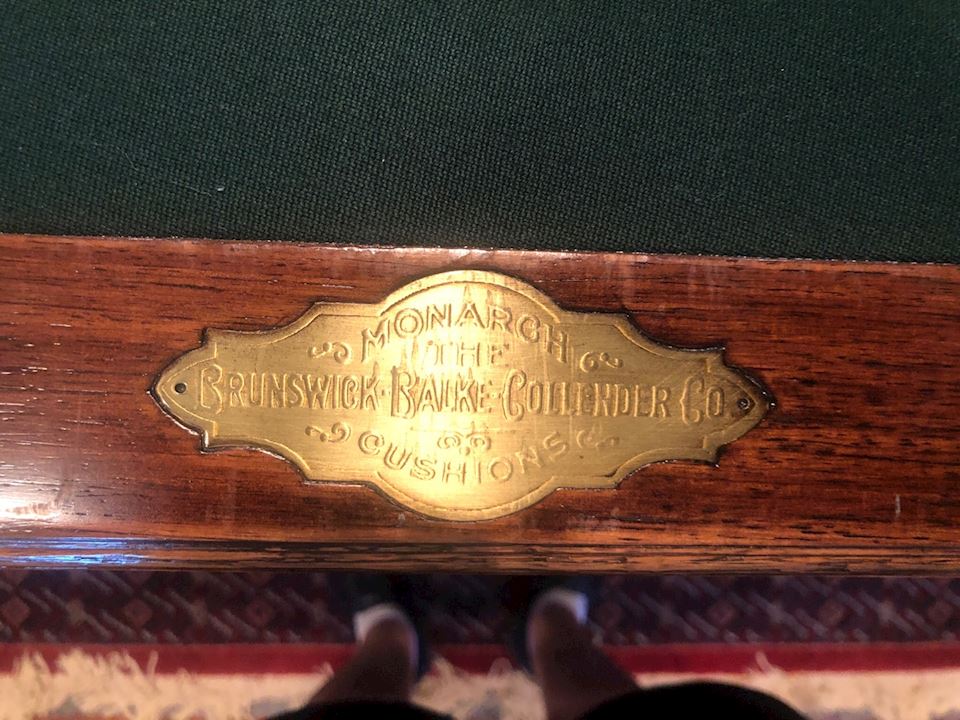 MONARCH
THE
BRUNSWICK·BALKE·COLLENDER CO.
CUSHIONS